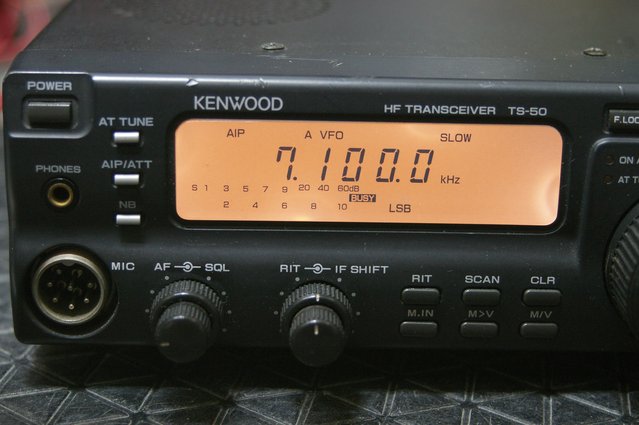 POWER
KENWOOD
HF TRANSCEIVER TS-50
AT TUNE
AIP A VFO SLOW
7.100.0 kHz
AIP/ATT
PHONES
S 1 3 5 7 9 20 40 60dB
BUSY
2 4 6 8 10 LSB
NB
MIC
AF SQL
RIT IF SHIFT
RIT SCAN CLR
M.IN M>V M/V
F.LOC
ON A
AT T